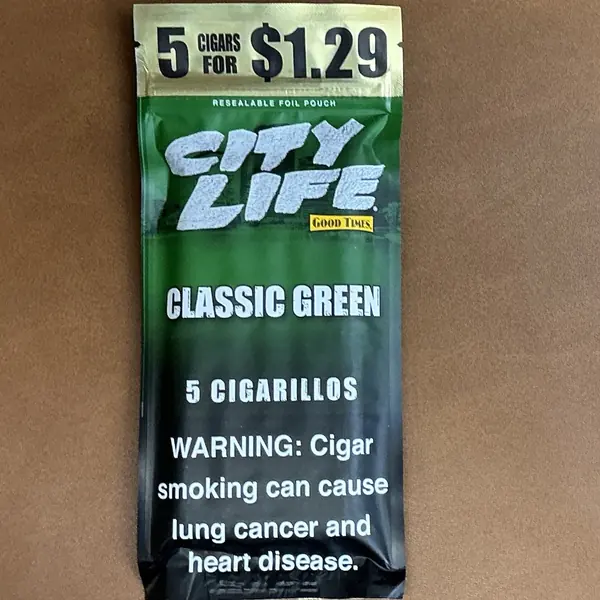 5 CIGARS FOR $1.29
RESEALABLE FOIL POUCH
CITY
LIFE®
GOOD TIMES®
CLASSIC GREEN
5 CIGARILLOS
WARNING: Cigar
smoking can cause
lung cancer and
heart disease.